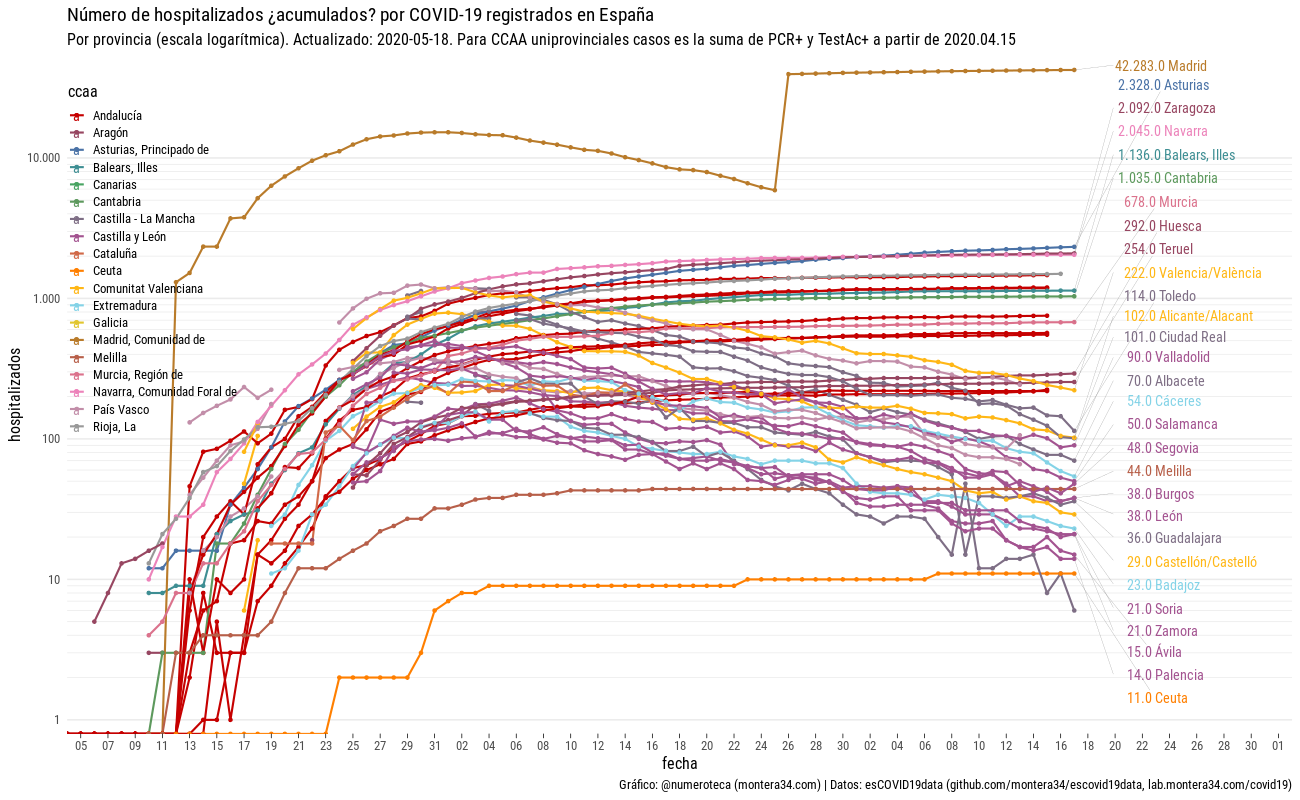 Número de hospitalizados ¿acumulados? por COVID-19 registrados en España
Por provincia (escala logarítmica). Actualizado: 2020-05-18. Para CCAA uniprovinciales casos es la suma de PCR+ y TestAc+ a partir de 2020.04.15
ccaa
Andalucía
Aragón
Asturias, Principado de
Balears, Illes
Canarias
Cantabria
Castilla - La Mancha
Castilla y León
Cataluña
Ceuta
Comunitat Valenciana
Extremadura
Galicia
Madrid, Comunidad de
Melilla
Murcia, Región de
Navarra, Comunidad Foral de
País Vasco
Rioja, La
hospitalizados
10.000
1.000
100
10
1
42.283.0 Madrid
2.328.0 Asturias
2.092.0 Zaragoza
2.045.0 Navarra
1.136.0 Balears, Illes
1.035.0 Cantabria
678.0 Murcia
292.0 Huesca
254.0 Teruel
222.0 Valencia/València
114.0 Toledo
102.0 Alicante/Alacant
101.0 Ciudad Real
90.0 Valladolid
70.0 Albacete
54.0 Cáceres
50.0 Salamanca
48.0 Segovia
44.0 Melilla
38.0 Burgos
38.0 León
36.0 Guadalajara
29.0 Castellón/Castelló
23.0 Badajoz
21.0 Soria
21.0 Zamora
15.0 Ávila
14.0 Palencia
11.0 Ceuta
05 07 09 11 13 15 17 19 21 23 25 27 29 31 02 04 06 08 10 12 14 16 18 20 22 24 26 28 30 02 04 06 08 10 12 14 16 18 20 22 24 26 28 30 01
fecha
Gráfico: @numeroteca (montera34.com) | Datos: esCOVID19data (github.com/montera34/escovid19data, lab.montera34.com/covid19)